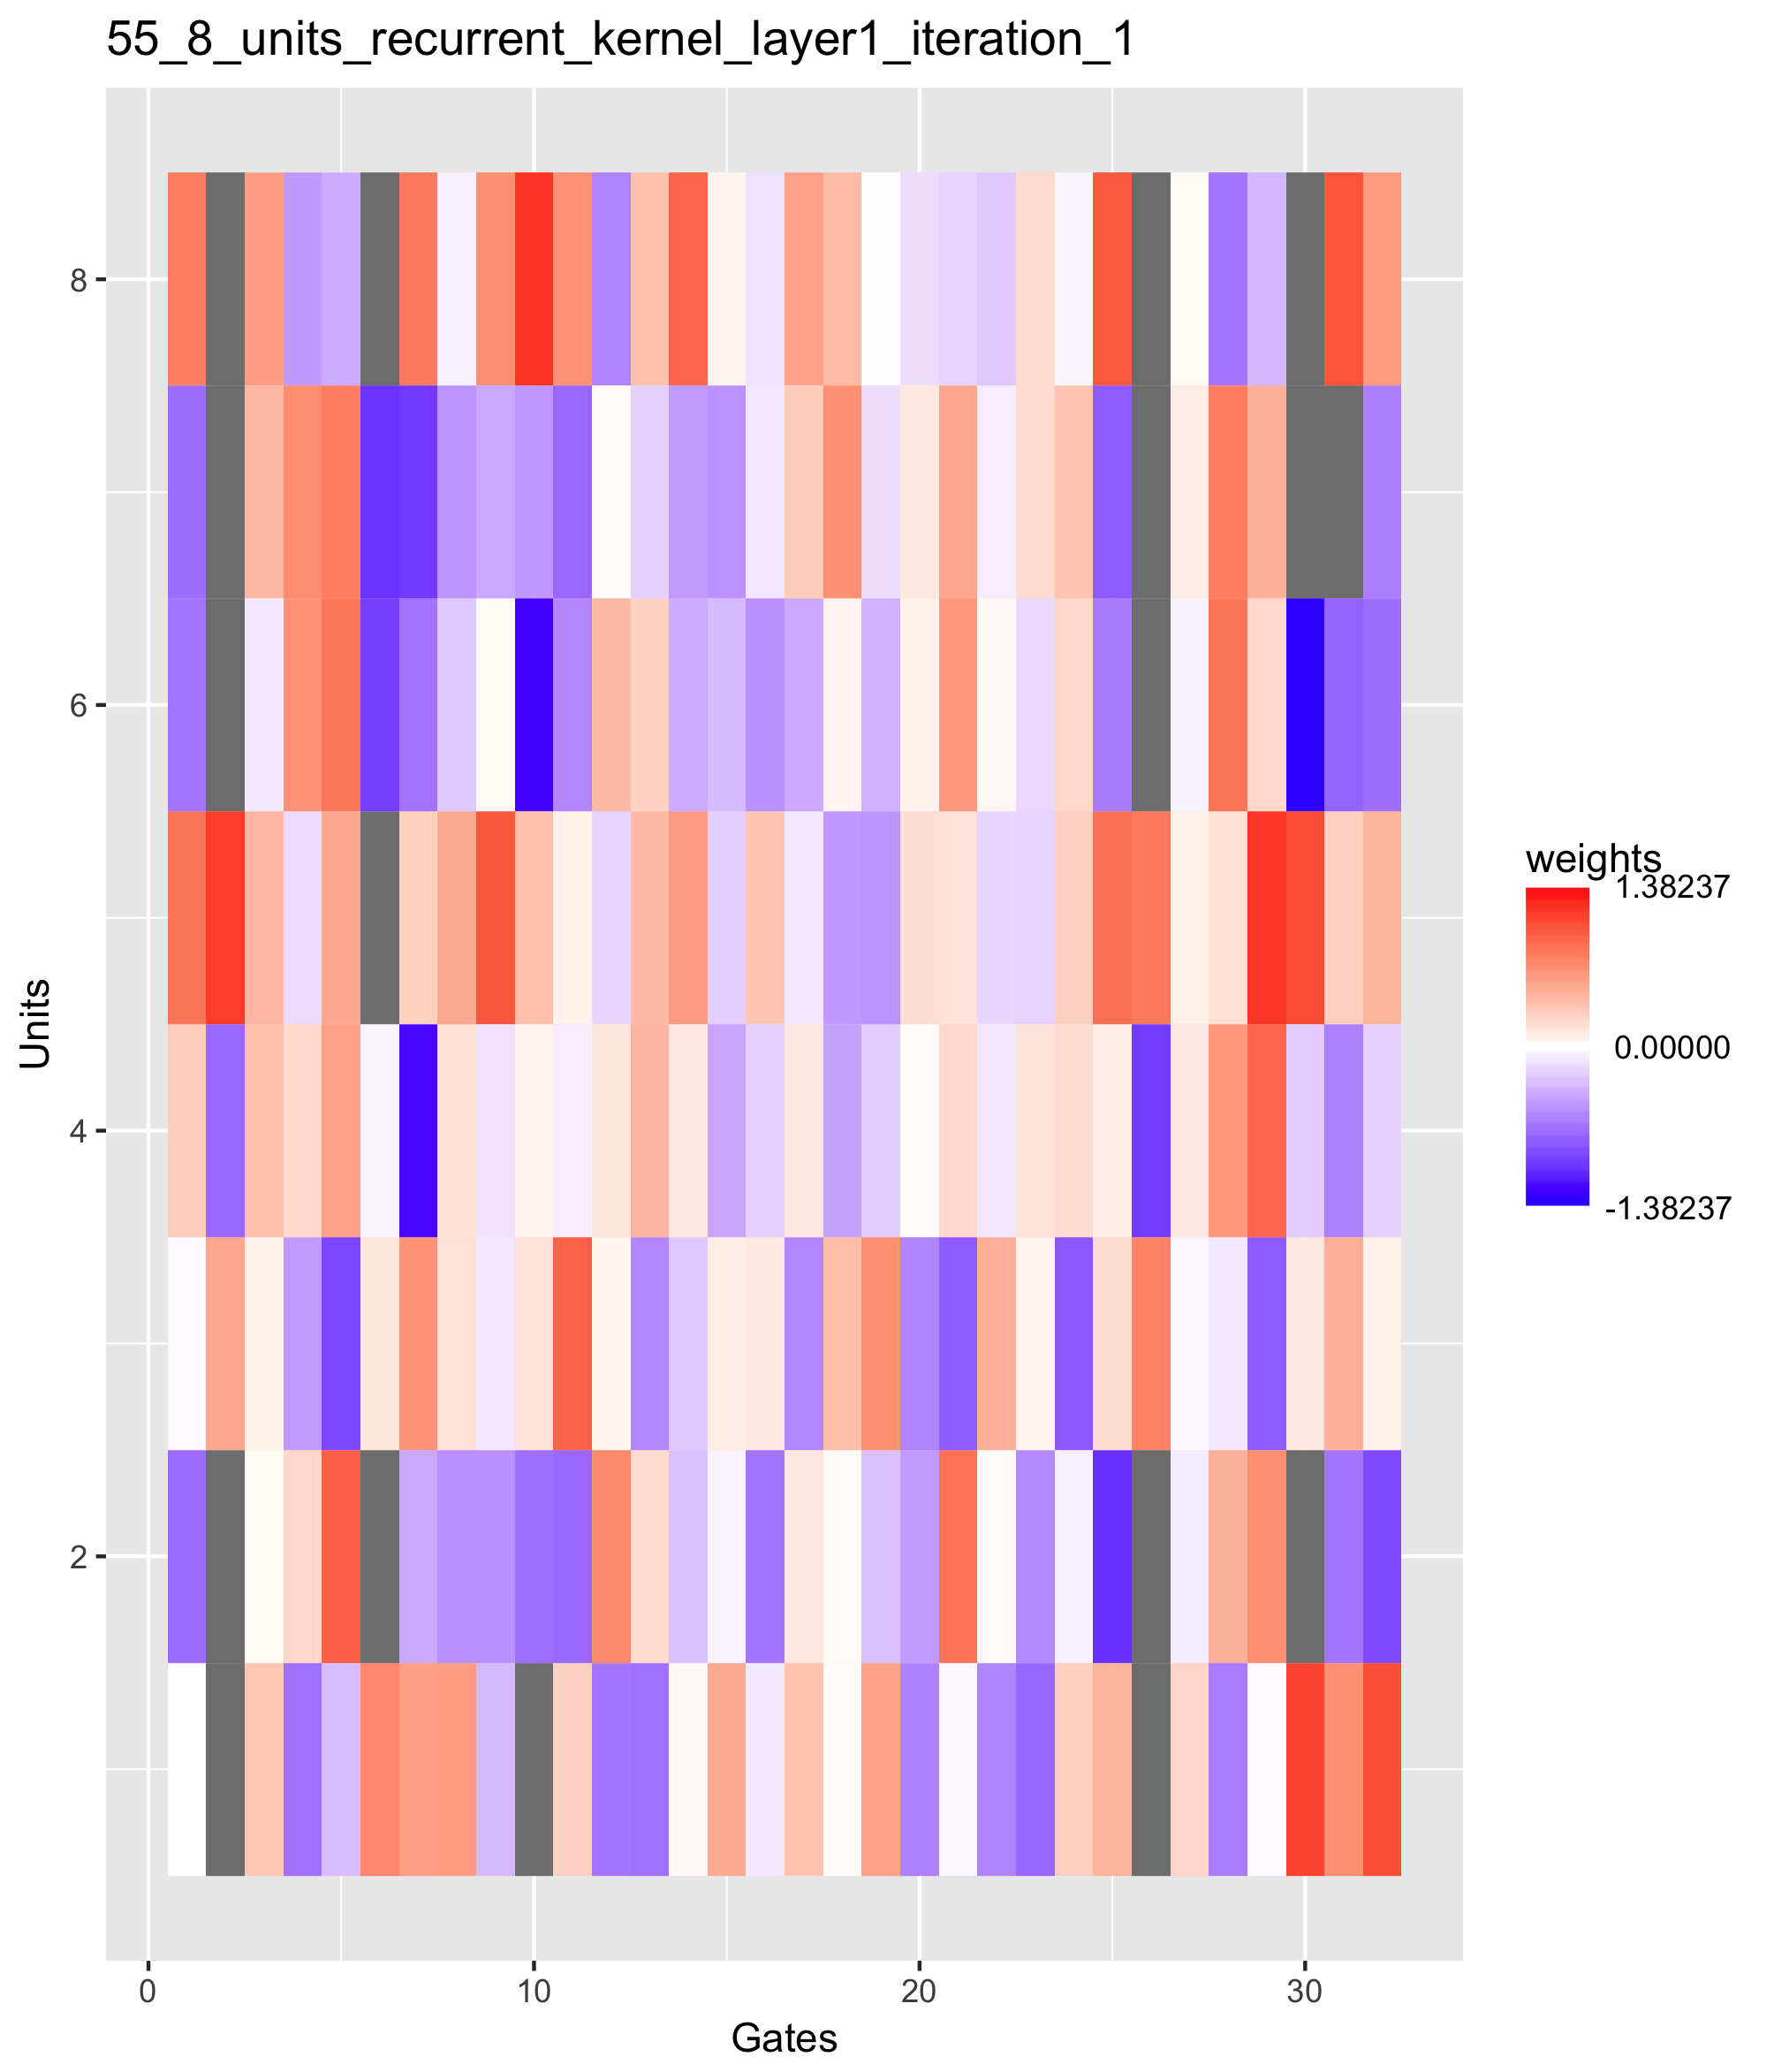 55_8_units_recurrent_kernel_layer1_iteration_1
8
6
4
2
Units
0 10 20 30
Gates
weights
1.38237
0.00000
-1.38237